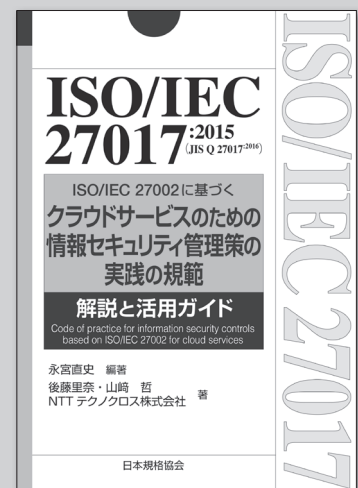 ISO/IEC
27017:2015
(JIS Q 27017:2016)
ISO/IEC 27002に基づく
クラウドサービスのための
情報セキュリティ管理策の
実践の規範
解説と活用ガイド
Code of practice for information security controls
based on ISO/IEC 27002 for cloud services
永宮直史 編著
後藤里奈・山﨑 哲
NTT テクノクロス株式会社 著
日本規格協会
ISO/IEC 27017